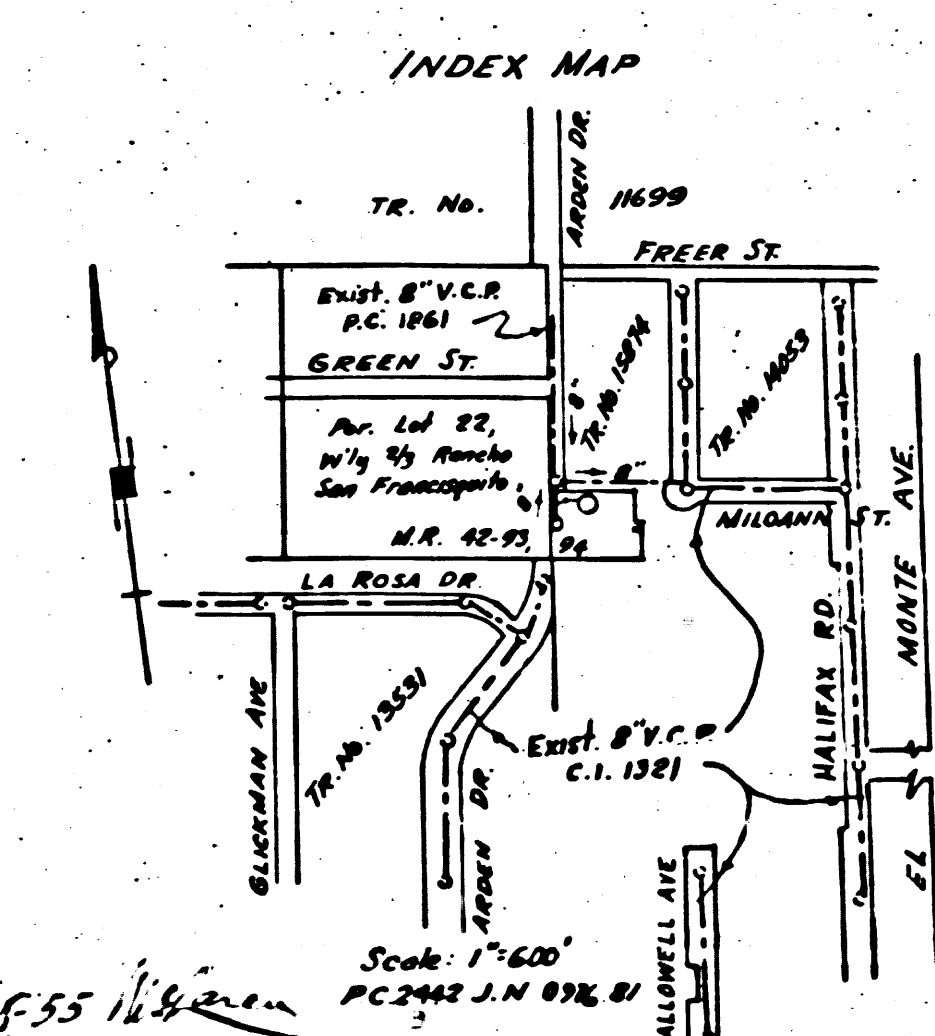 INDEX MAP
ARDEN DR.
TR. No. 11699
FREER ST.
Exist. 8" V.C.P.
P.C. 1861
GREEN ST.
8"
TR. No. 15874
TR. No. 14053
Por. Lot 22,
W'ly 2/3 Rancho
San Francisquito,
M.R. 42-93, 94
8"
8"
MILOANN ST.
EL MONTE AVE.
LA ROSA DR.
HALIFAX RD.
GLICKMAN AVE
TR. No. 13531
Exist. 8" V.C.P.
C.I. 1321
ARDEN DR.
ALLOWELL AVE
Scale: 1"=600'
PC 2442 J.N 0976.81
55